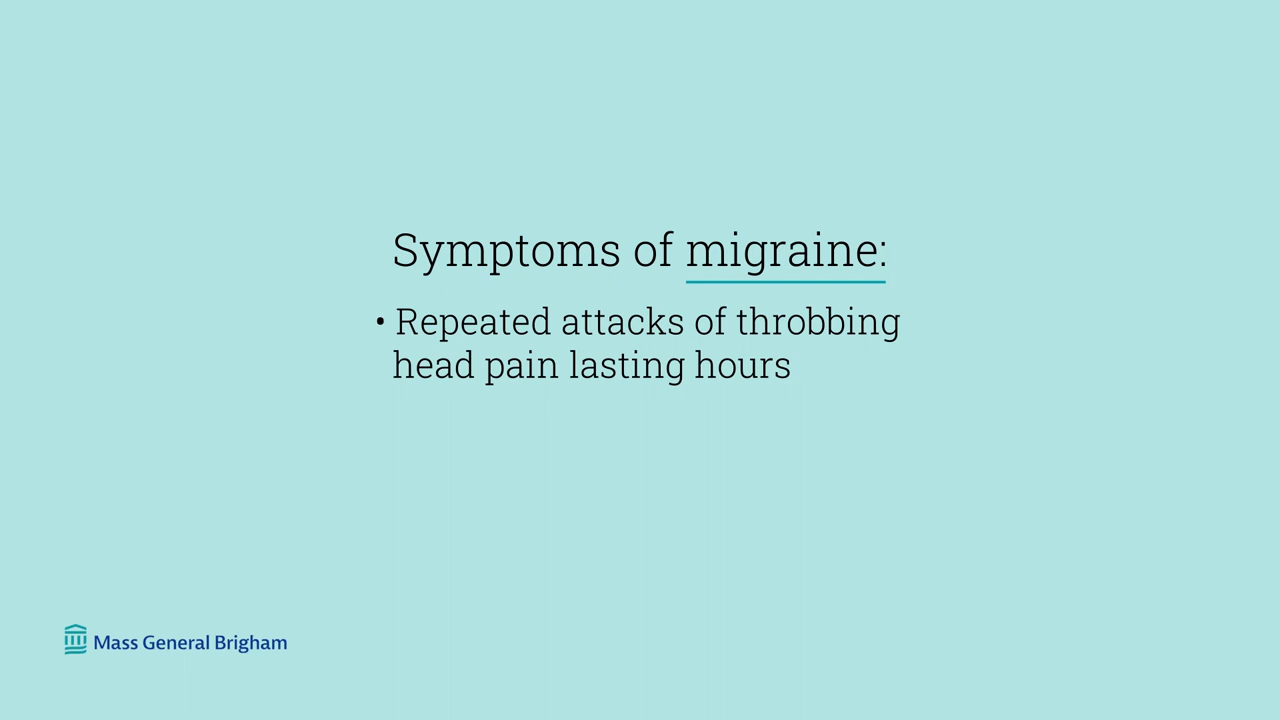 Symptoms of migraine:
• Repeated attacks of throbbing
head pain lasting hours
Mass General Brigham